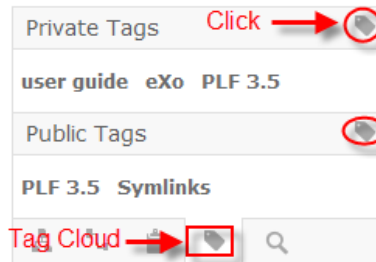 Private Tags Click
user guide eXo PLF 3.5
Public Tags
PLF 3.5 Symlinks
Tag Cloud